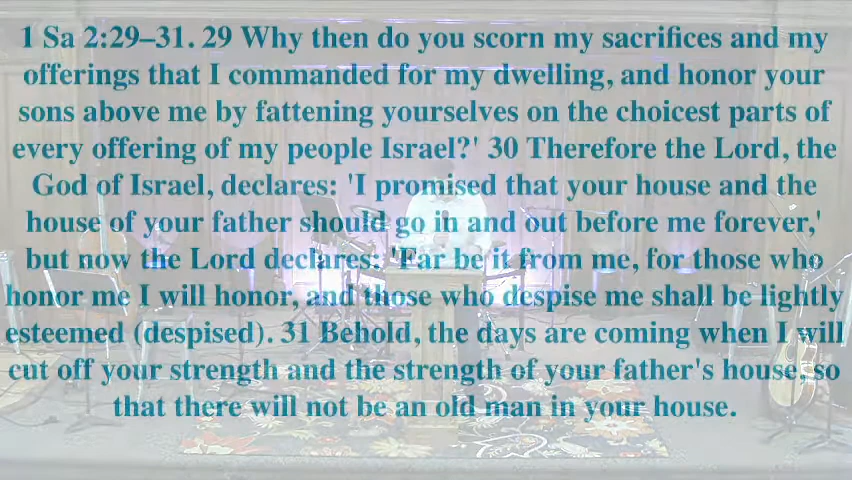 1 Sa 2:29–31. 29 Why then do you scorn my sacrifices and my
offerings that I commanded for my dwelling, and honor your
sons above me by fattening yourselves on the choicest parts of
every offering of my people Israel?' 30 Therefore the Lord, the
God of Israel, declares: 'I promised that your house and the
house of your father should go in and out before me forever,'
but now the Lord declares: 'Far be it from me, for those who
honor me I will honor, and those who despise me shall be lightly
esteemed (despised). 31 Behold, the days are coming when I will
cut off your strength and the strength of your father's house, so
that there will not be an old man in your house.